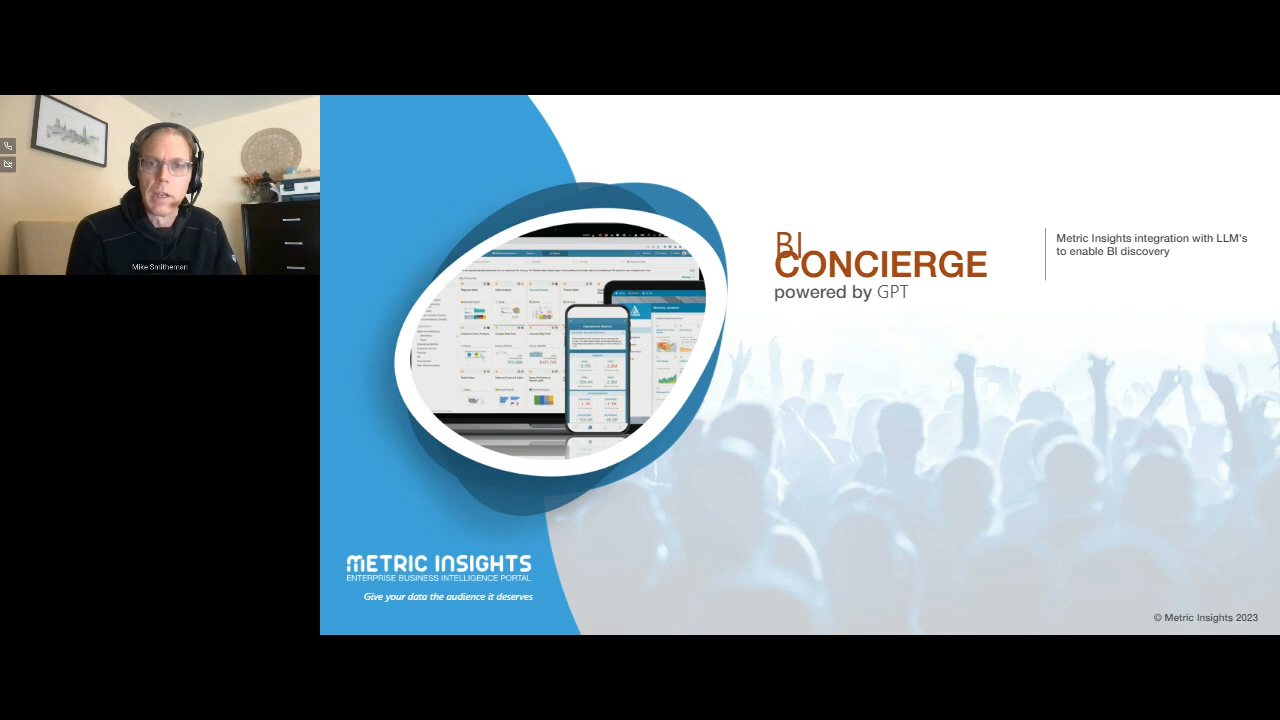 Mike Smitheman
BI
CONCIERGE
powered by GPT
Metric Insights integration with LLM's
to enable BI discovery
METRIC INSIGHTS
ENTERPRISE BUSINESS INTELLIGENCE PORTAL
Give your data the audience it deserves
© Metric Insights 2023